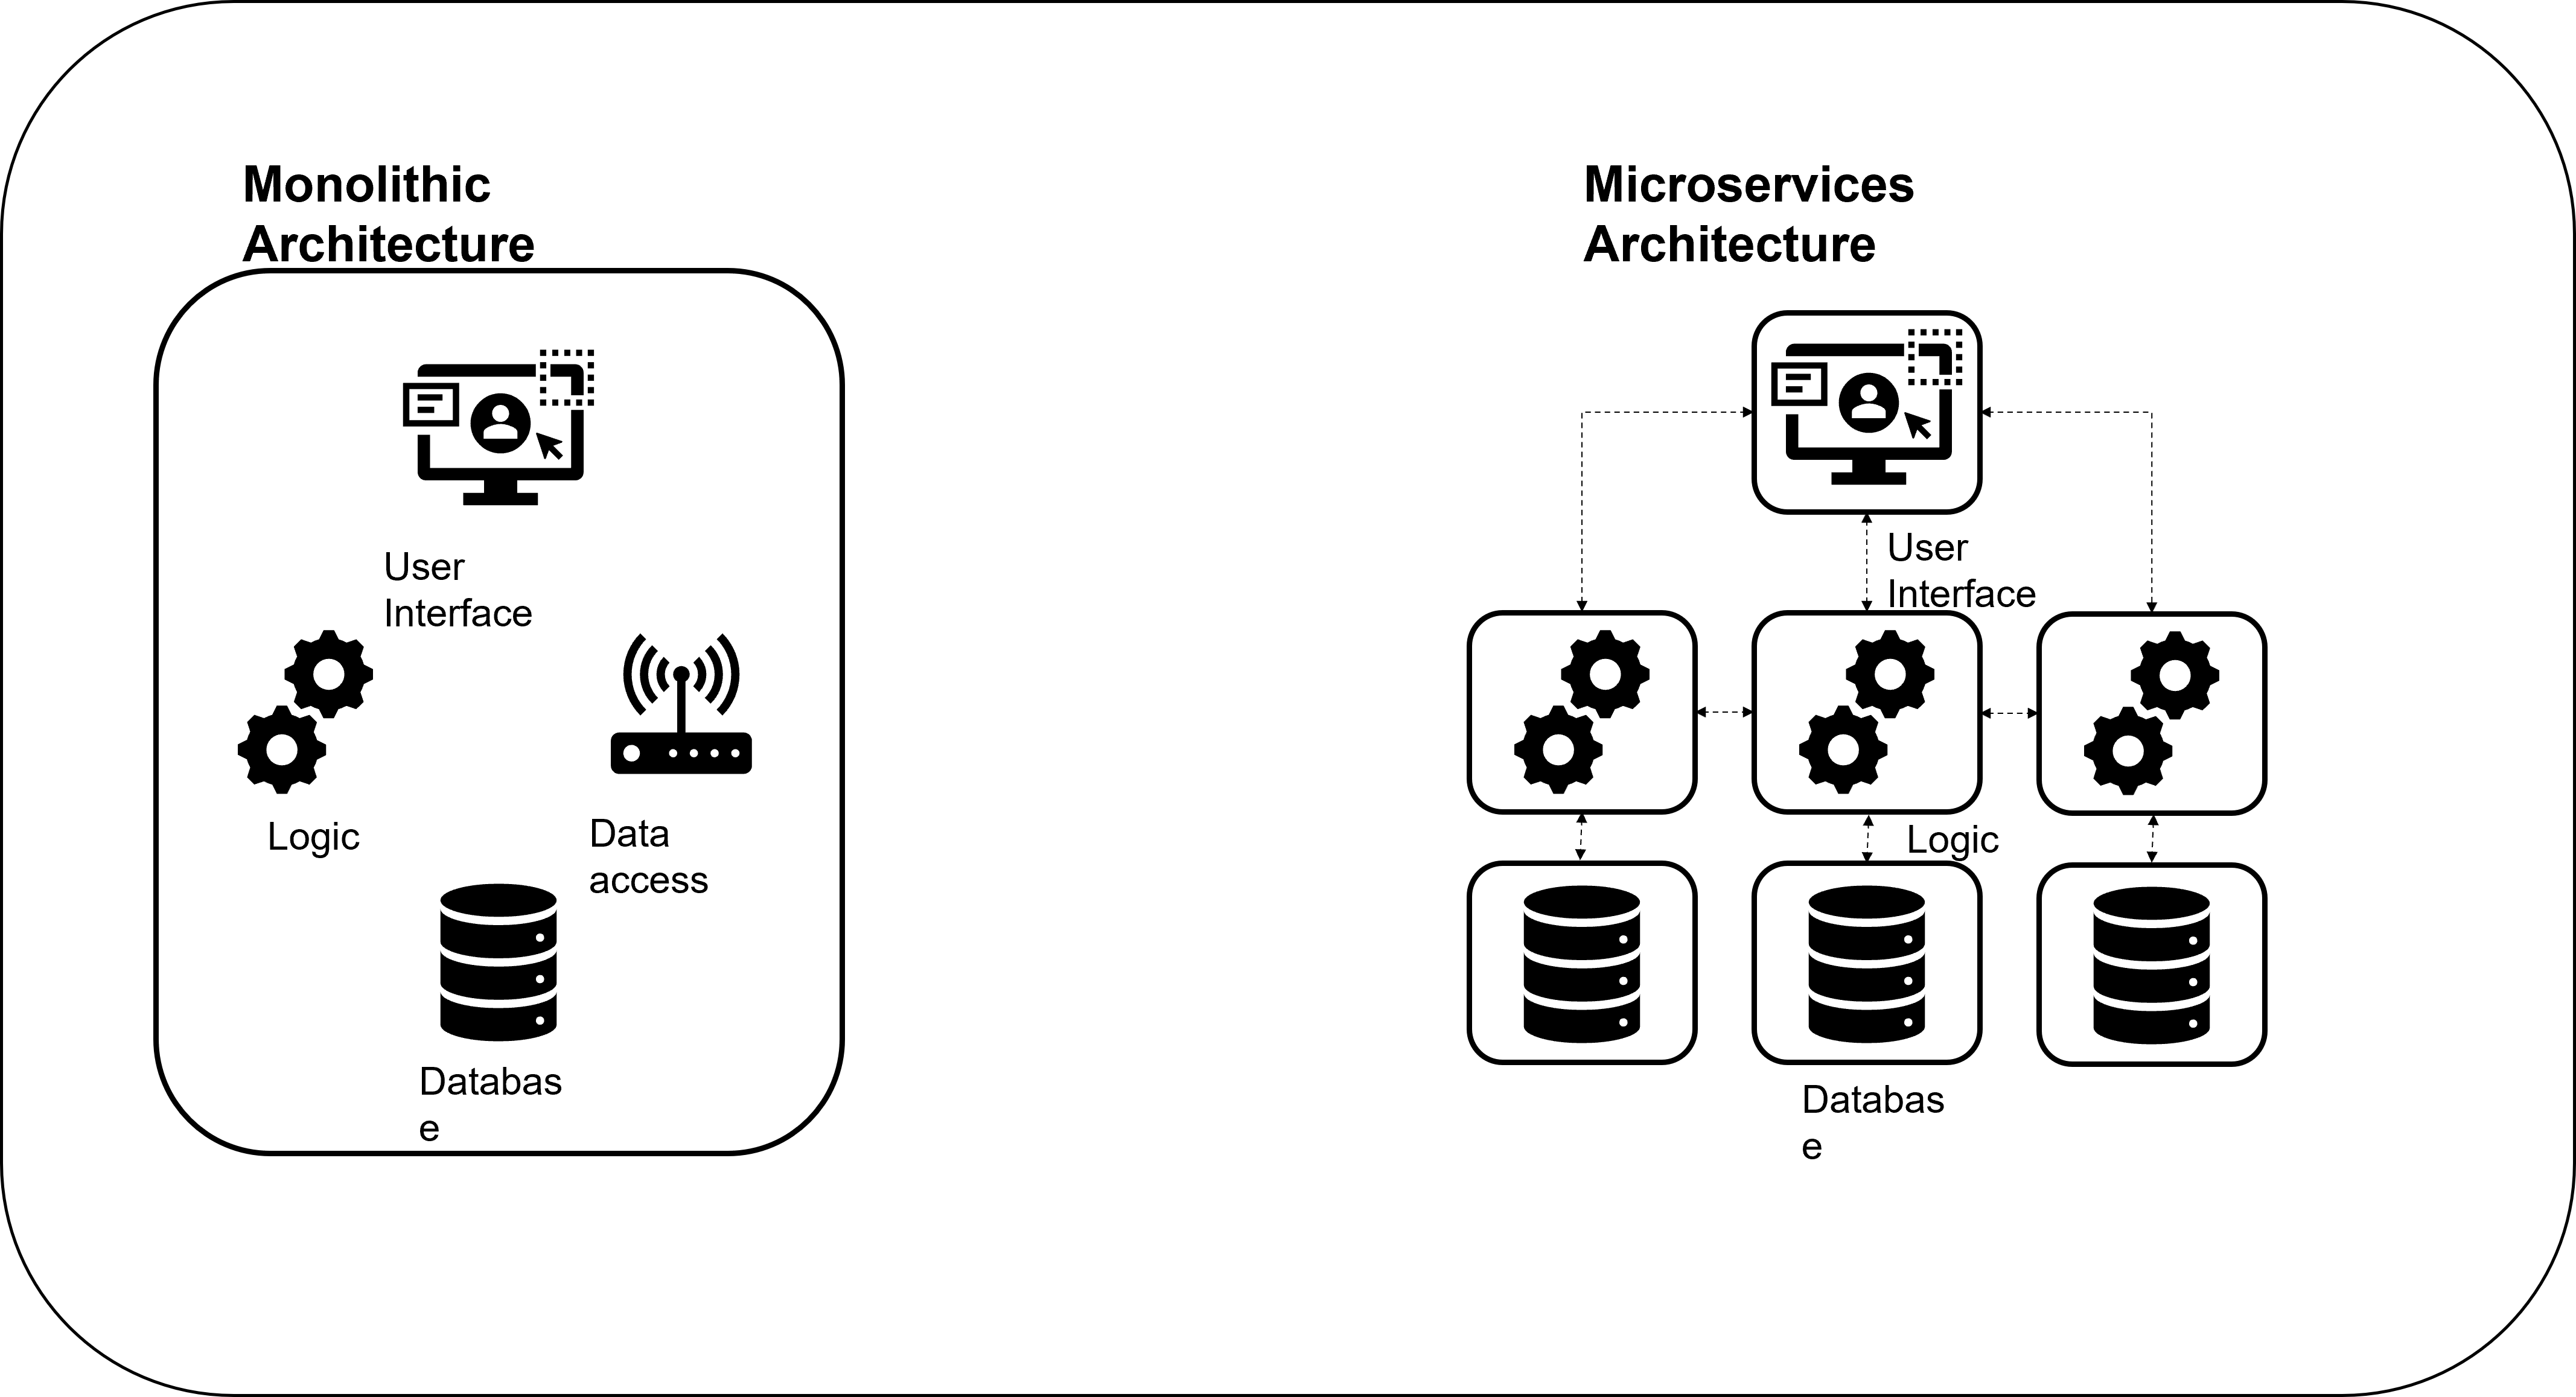 Monolithic
Architecture
User
Interface
Logic
Data
access
Databas
e
Microservices
Architecture
User
Interface
Logic
Databas
e